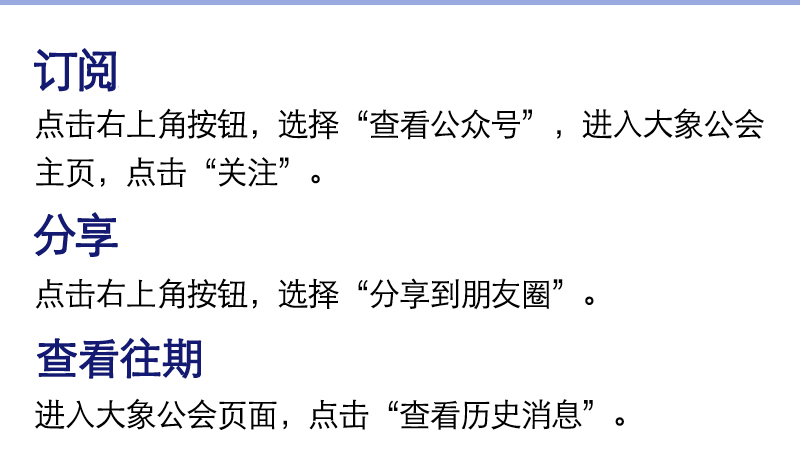 订阅
点击右上角按钮，选择“查看公众号”，进入大象公会
主页，点击“关注”。
分享
点击右上角按钮，选择“分享到朋友圈”。
查看往期
进入大象公会页面，点击“查看历史消息”。